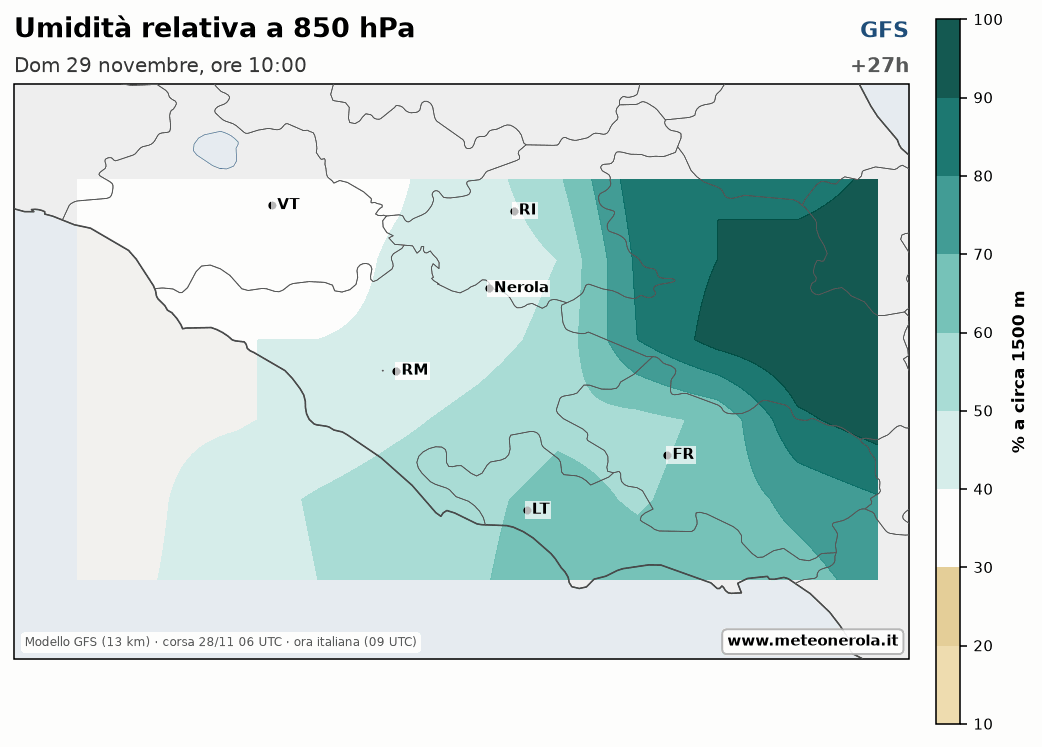 Umidità relativa a 850 hPa
GFS
Dom 29 novembre, ore 10:00
+27h
VT
RI
Nerola
RM
FR
LT
Modello GFS (13 km) · corsa 28/11 06 UTC · ora italiana (09 UTC)
www.meteonerola.it
100
90
80
70
60
50
40
30
20
10
% a circa 1500 m